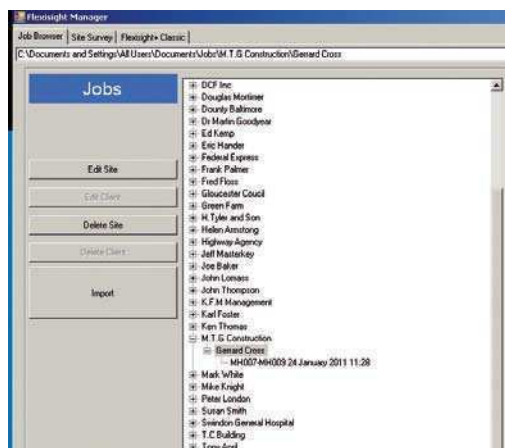 Flexisight Manager
Job Browser
Site Survey
Flexisight+ Classic
C:\Documents and Settings\All Users\Documents\Jobs\M.T.G Construction\Gerrard Cross
Jobs
Edit Site
Edit Client
Delete Site
Delete Client
Import
DCF Inc
Douglas Mortimer
Dounty Baltimore
Dr Martin Goodyear
Ed Kemp
Eric Hander
Federal Express
Frank Palmer
Fred Floss
Gloucester Coucil
Green Farm
H.Tyler and Son
Helen Amstong
Highway Agency
Jeff Masterkey
Joe Baker
John Lomass
John Thompson
K.F.M Management
Karl Foster
Ken Thomas
M.T.G Construction
Gerrard Cross
MH007-MH009 24 January 2011 11:28
Mark White
Mike Knight
Peter London
Susan Smith
Swindon General Hospital
T.C Building
Tony April